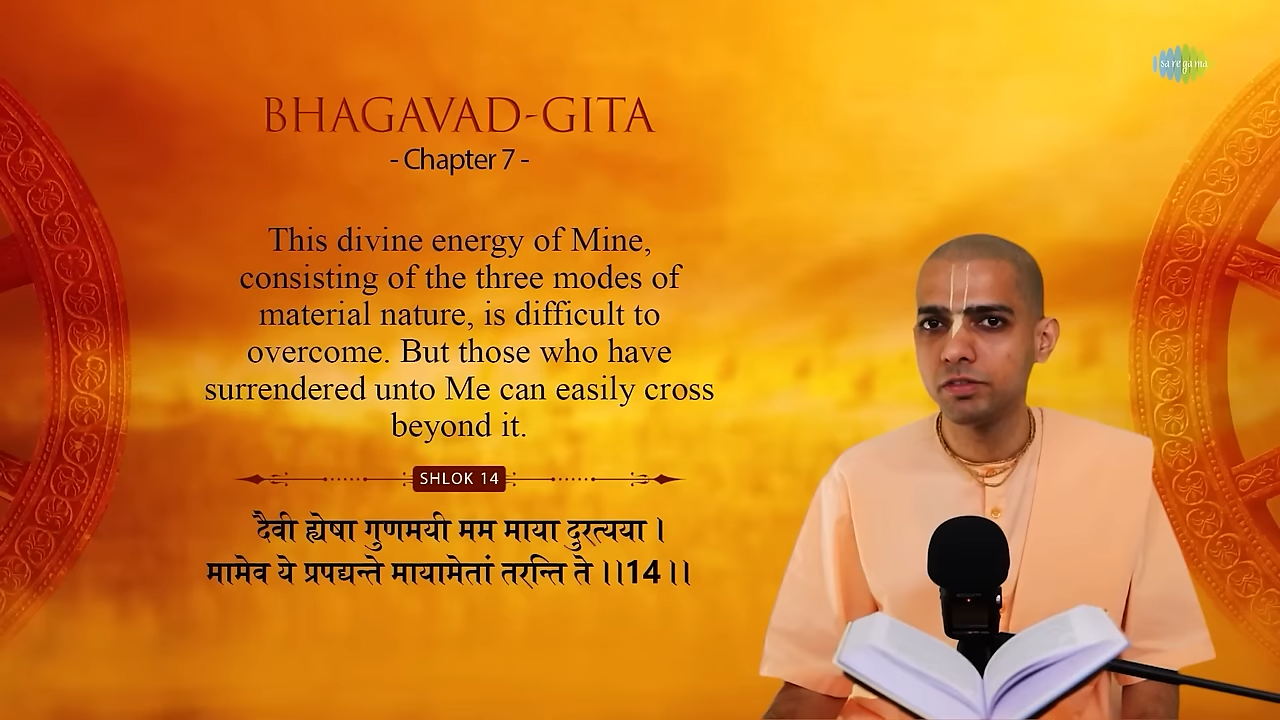 saregama
BHAGAVAD-GITA
- Chapter 7 -
This divine energy of Mine,
consisting of the three modes of
material nature, is difficult to
overcome. But those who have
surrendered unto Me can easily cross
beyond it.
SHLOK 14
दैवी ह्येषा गुणमयी मम माया दुरत्यया ।
मामेव ये प्रपद्यन्ते मायामेतां तरन्ति ते ।।14।।